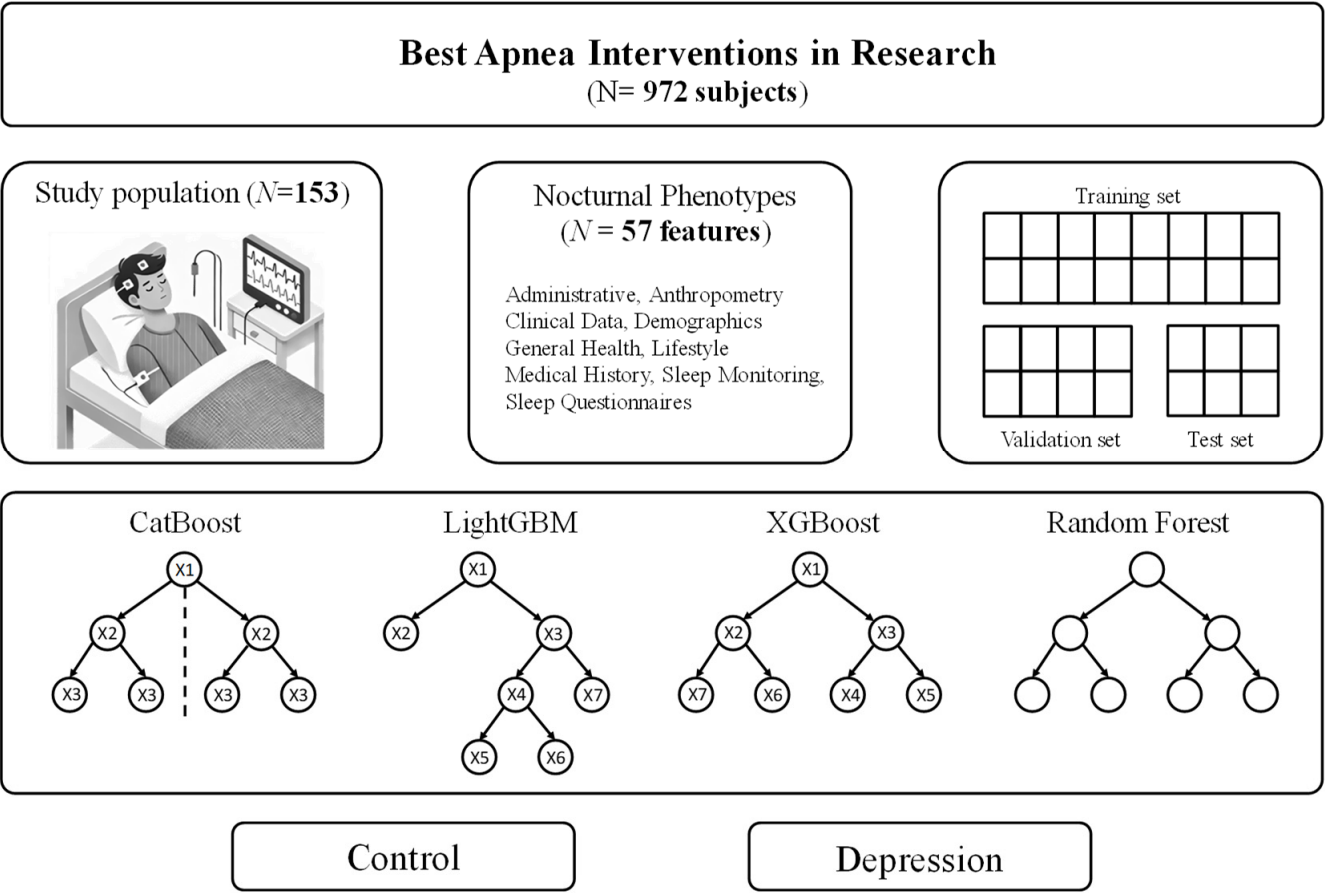 Best Apnea Interventions in Research
(N= 972 subjects)
Study population (N=153)
Nocturnal Phenotypes
(N = 57 features)
Administrative, Anthropometry
Clinical Data, Demographics
General Health, Lifestyle
Medical History, Sleep Monitoring,
Sleep Questionnaires
Training set
Validation set
Test set
CatBoost
X1
X2 X2
X3 X3 X3 X3
LightGBM
X1
X2 X3
X4 X7
X5 X6
XGBoost
X1
X2 X3
X7 X6 X4 X5
Random Forest
Control
Depression